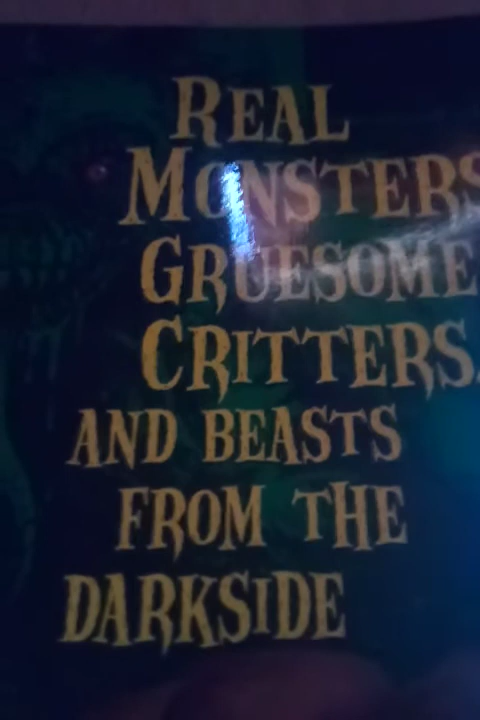 REAL
MONSTERS
GRUESOME
CRITTERS,
AND BEASTS
FROM THE
DARKSIDE